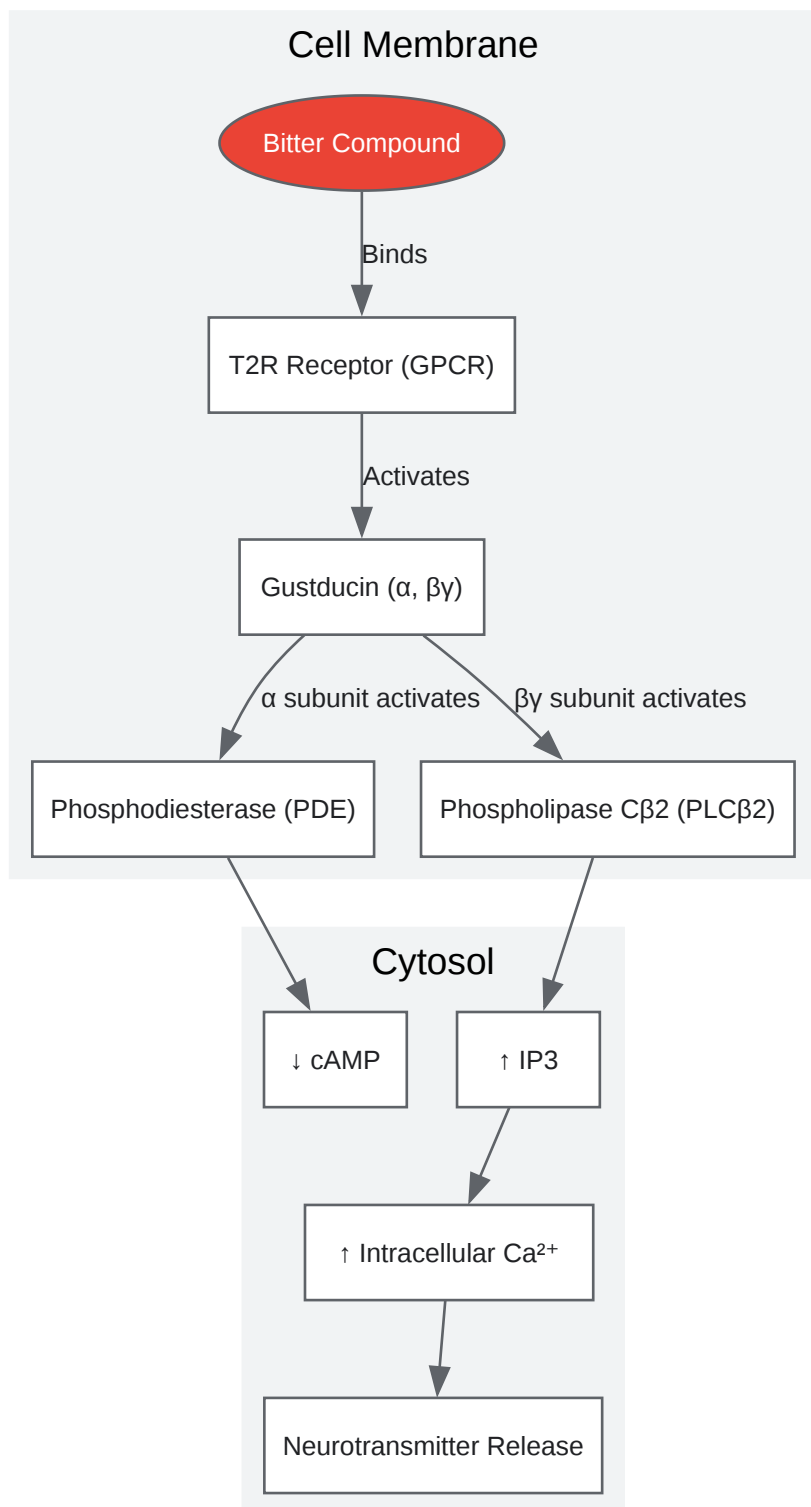 Cell Membrane
Bitter Compound
Binds
T2R Receptor (GPCR)
Activates
Gustducin (α, βγ)
α subunit activates
βγ subunit activates
Phosphodiesterase (PDE)
Phospholipase Cβ2 (PLCβ2)
Cytosol
↓ cAMP
↑ IP3
↑ Intracellular Ca²⁺
Neurotransmitter Release